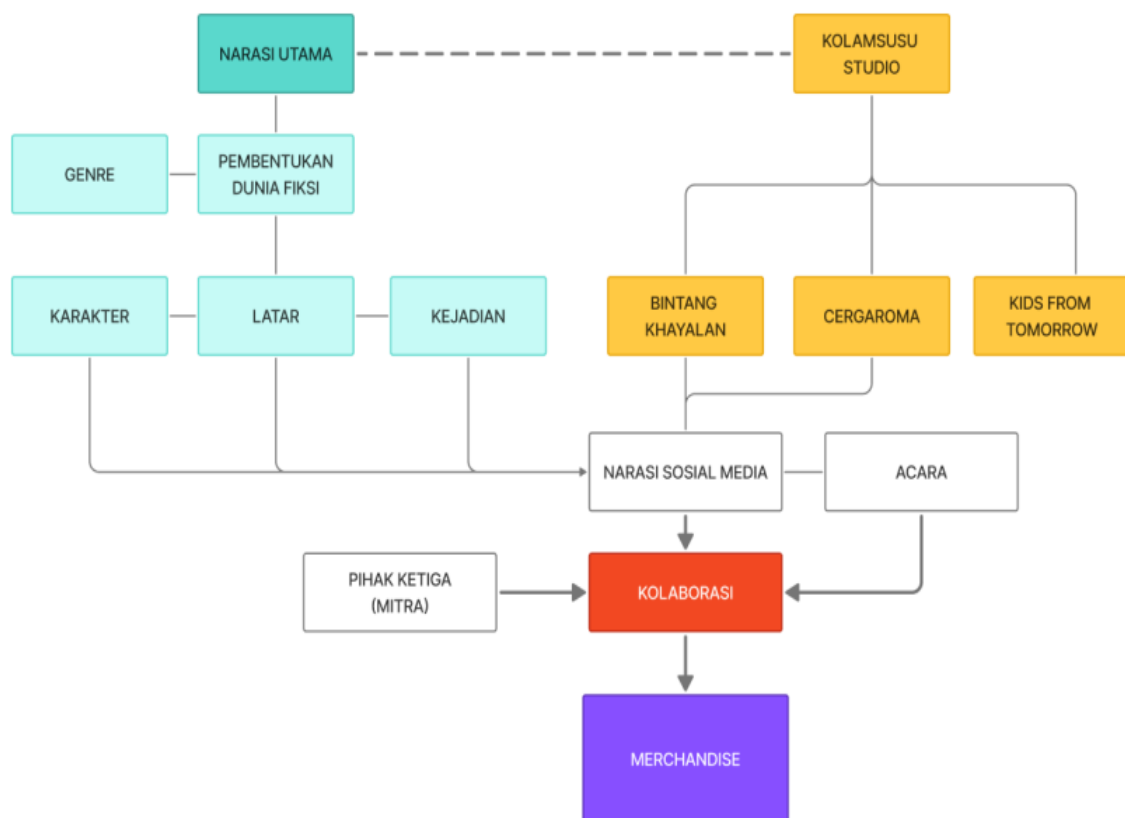 NARASI UTAMA
KOLAMSUSU
STUDIO
GENRE
PEMBENTUKAN
DUNIA FIKSI
KARAKTER
LATAR
KEJADIAN
BINTANG
KHAYALAN
CERGAROMA
KIDS FROM
TOMORROW
NARASI SOSIAL MEDIA
ACARA
PIHAK KETIGA
(MITRA)
KOLABORASI
MERCHANDISE